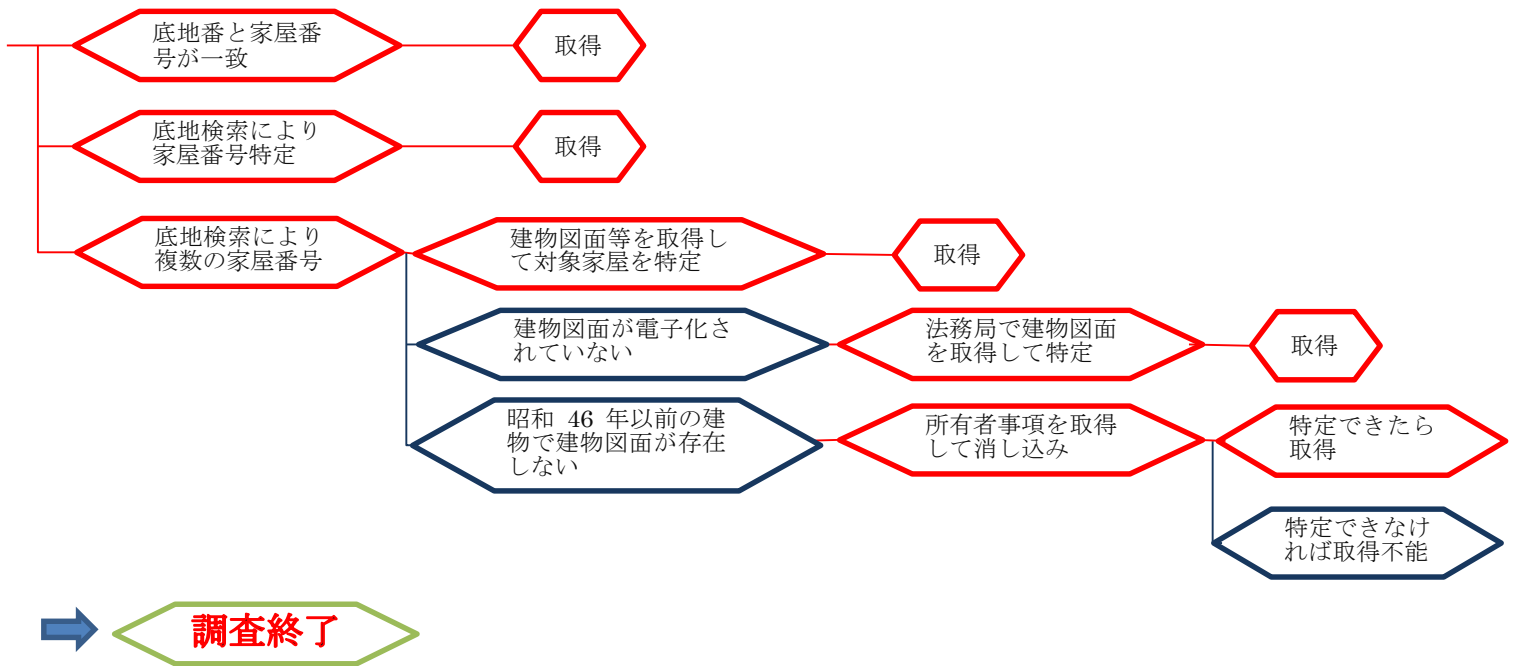 底地番と家屋番
号が一致
取得
底地検索により
家屋番号特定
取得
底地検索により
複数の家屋番号
建物図面等を取得し
て対象家屋を特定
取得
建物図面が電子化さ
れていない
法務局で建物図面
を取得して特定
取得
昭和 46 年以前の建
物で建物図面が存在
しない
所有者事項を取得
して消し込み
特定できたら
取得
特定できなけ
れば取得不能
調査終了